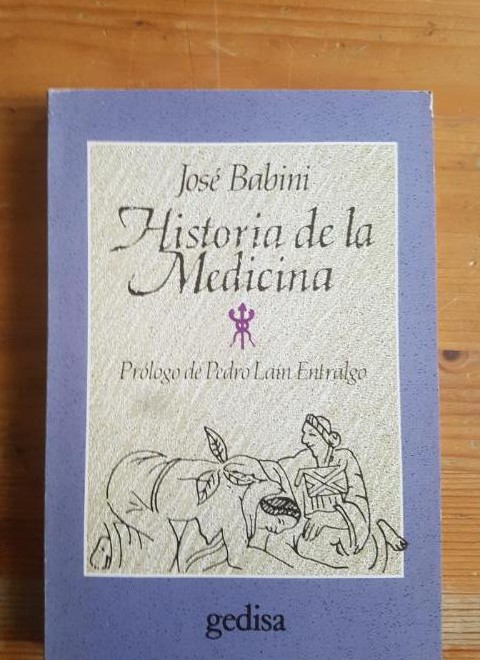 José Babini
Historia de la
Medicina
Prólogo de Pedro Laín Entralgo
gedisa